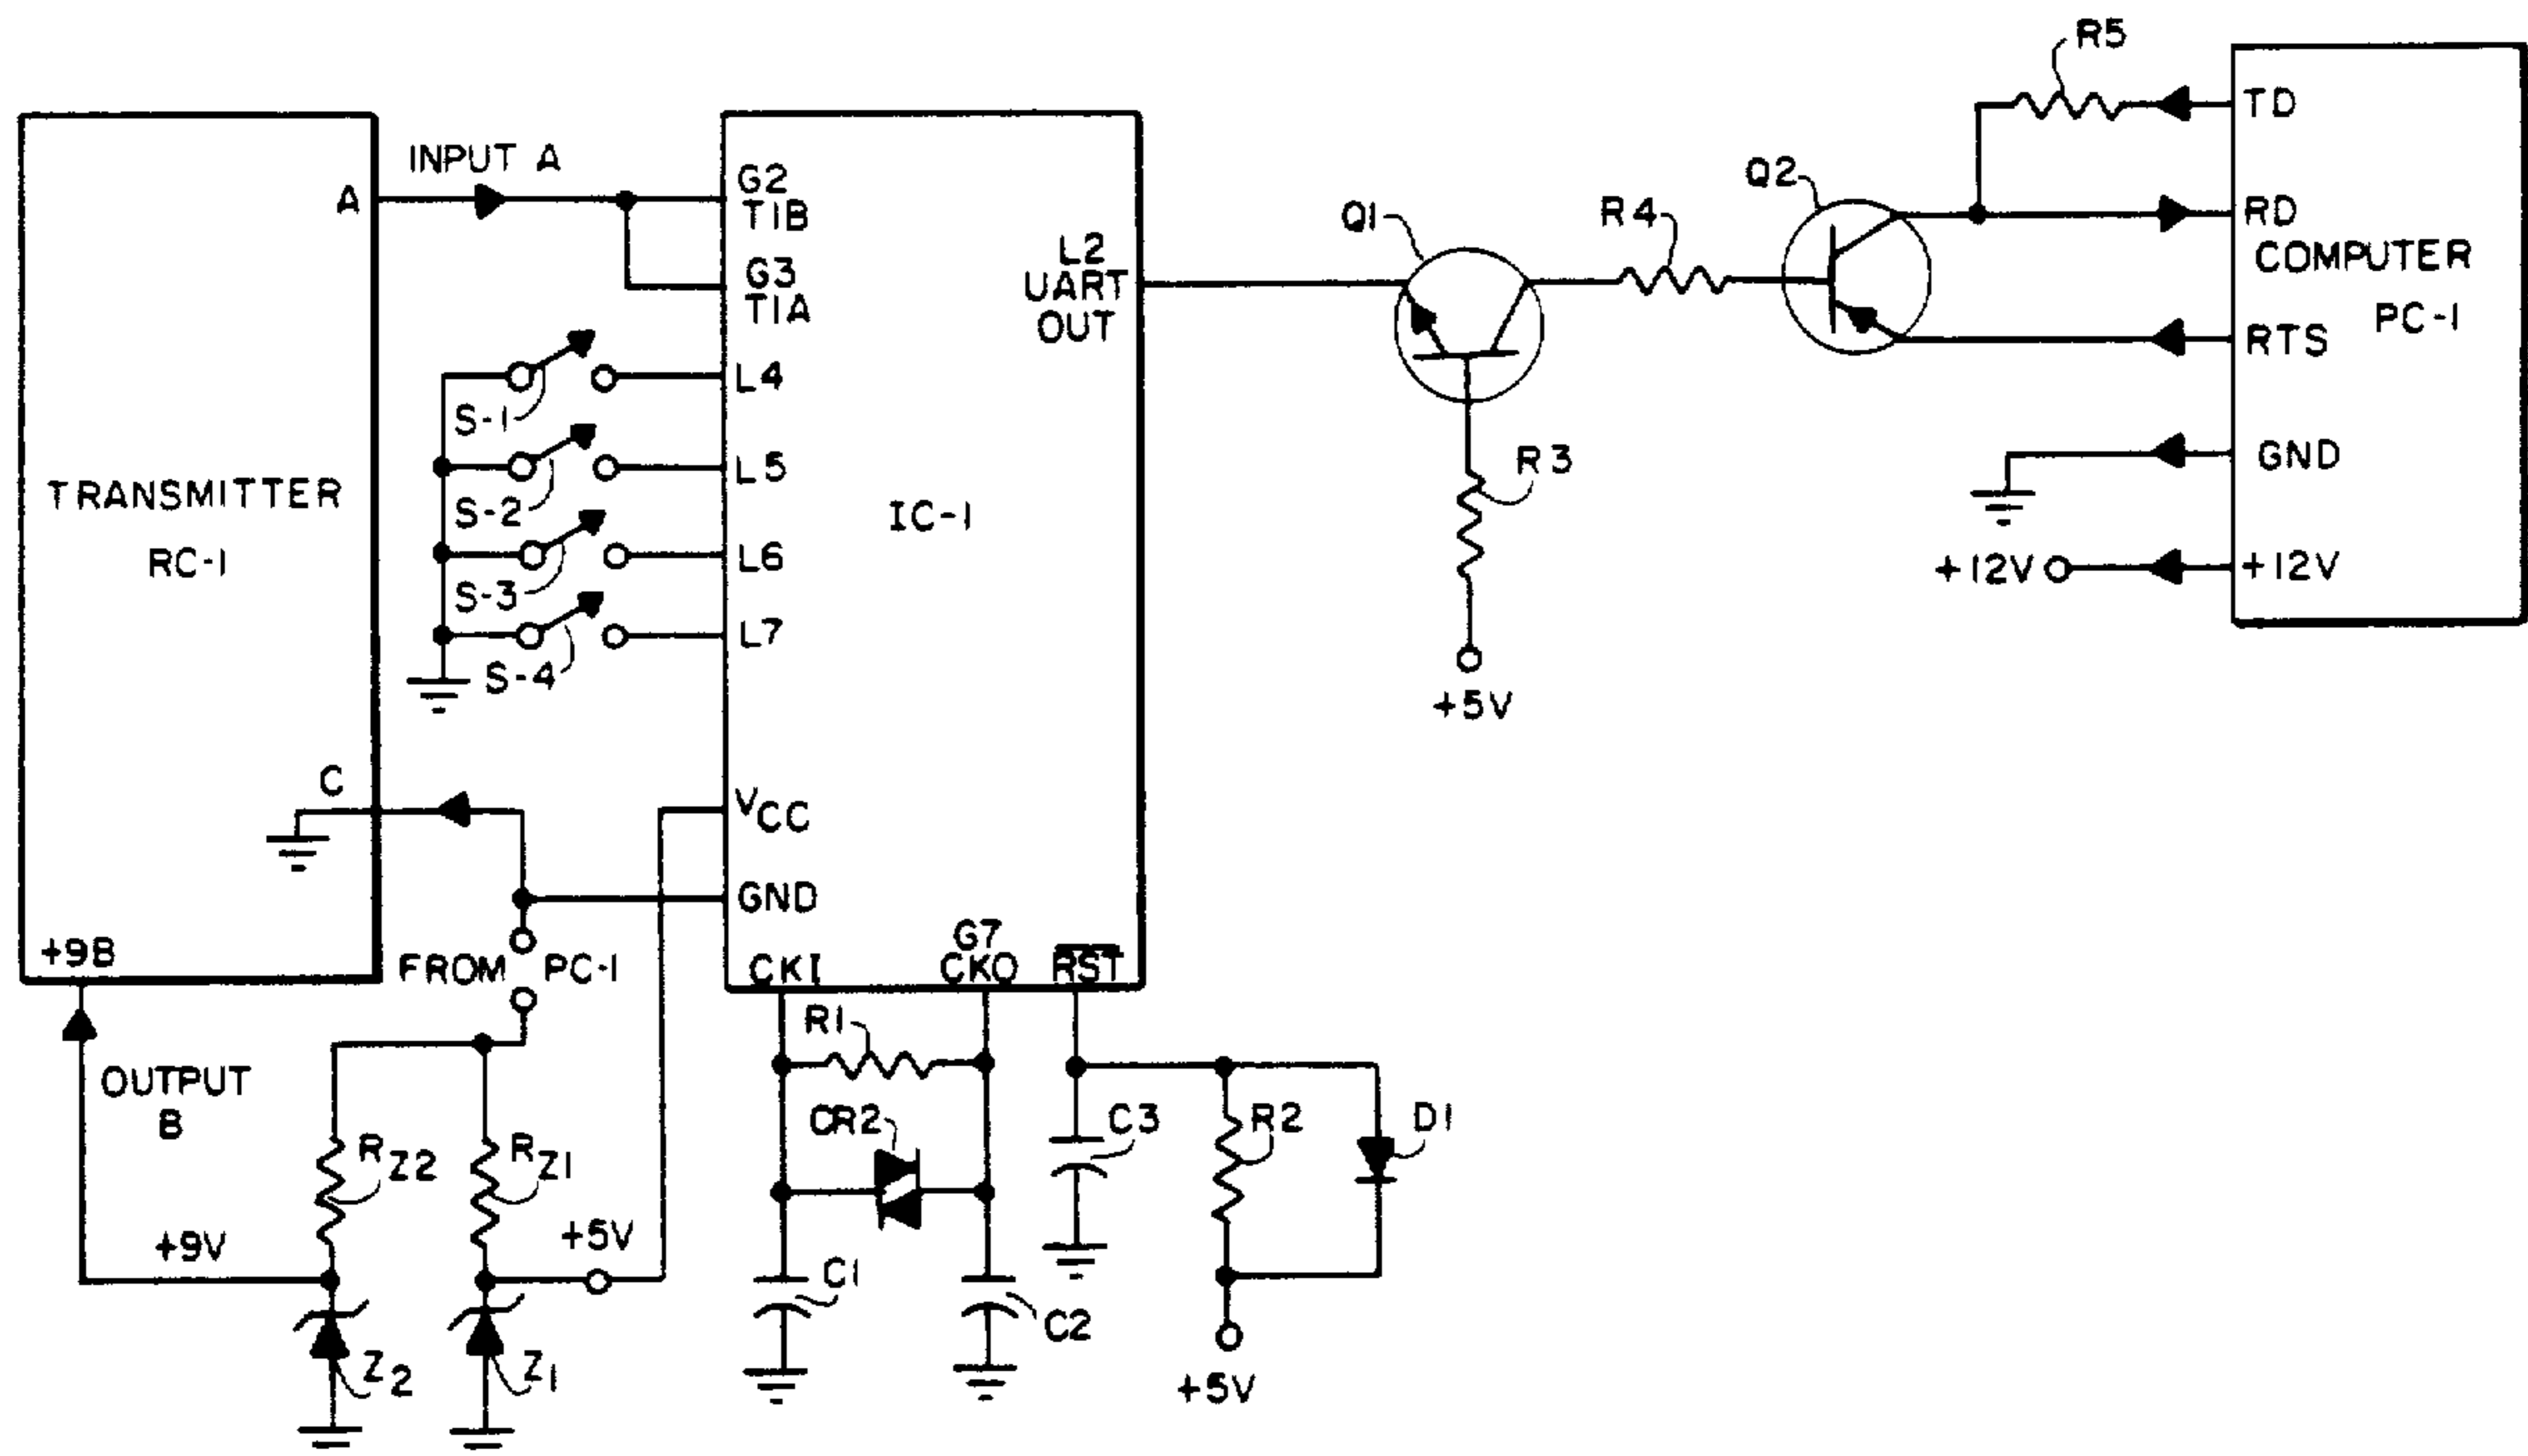 R5
TD
INPUT A
A
G2
T1B
G3
T1A
L2
UART
OUT
Q1
R4
Q2
RD
COMPUTER
PC-1
RTS
GND
+12V
+12V
R3
+5V
S-1
L4
S-2
L5
S-3
L6
S-4
L7
TRANSMITTER
RC-1
IC-1
C
VCC
GND
+9B
FROM PC-1
CKI
G7
CKO
RST
OUTPUT
B
R1
CR2
C3
R2
D1
RZ2
RZ1
+9V
+5V
C1
C2
Z2
Z1
+5V